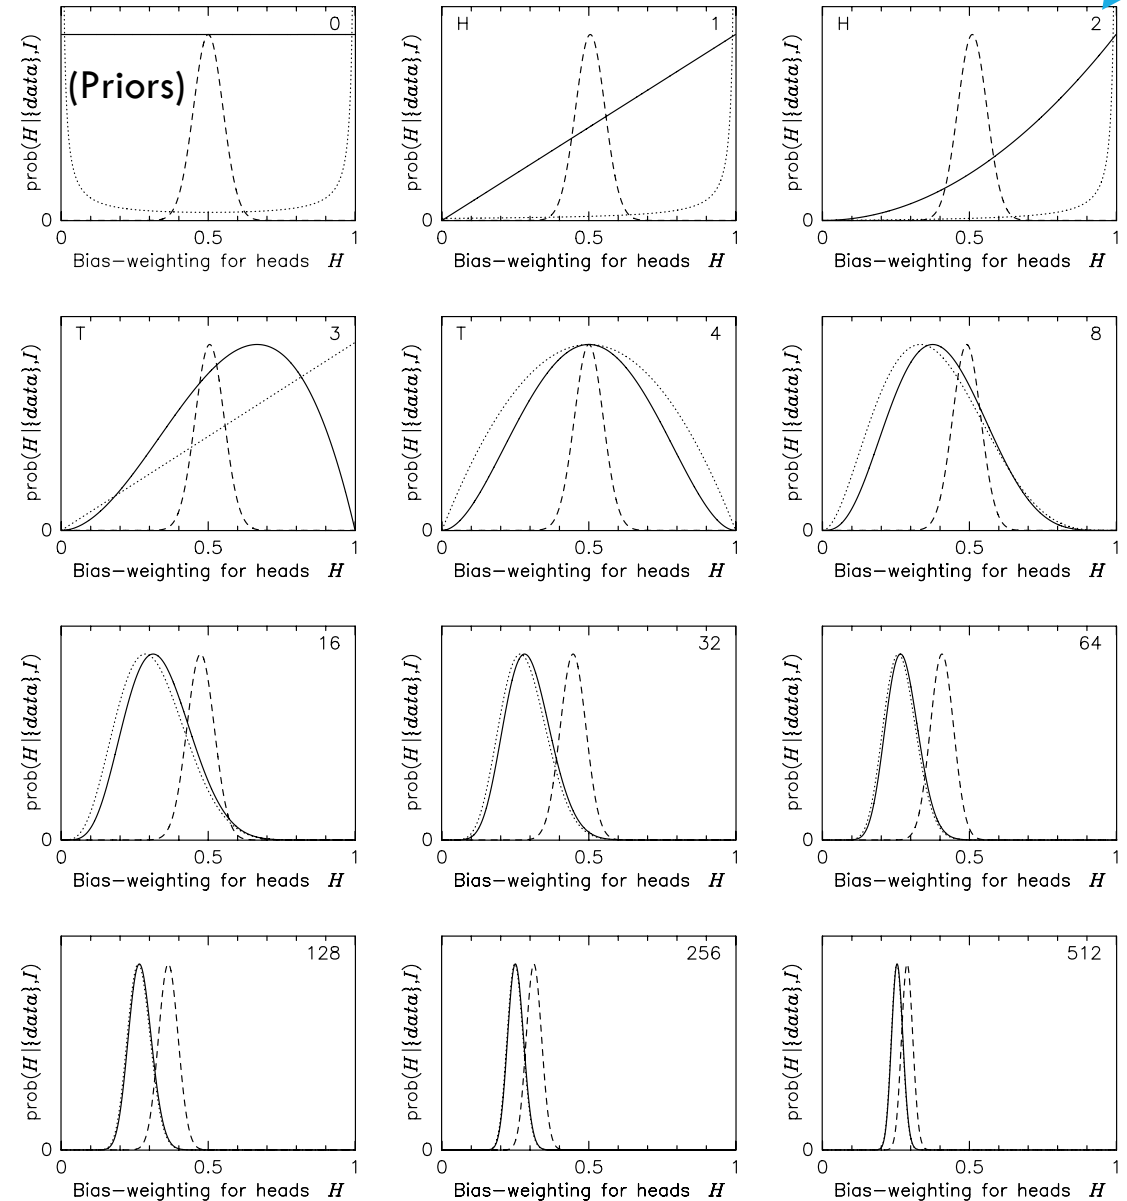 0
(Priors)
prob(H|{data},I)
0
0 0.5 1
Bias-weighting for heads H
H 1
prob(H|{data},I)
0
0 0.5 1
Bias-weighting for heads H
H 2
prob(H|{data},I)
0
0 0.5 1
Bias-weighting for heads H
T 3
prob(H|{data},I)
0
0 0.5 1
Bias-weighting for heads H
T 4
prob(H|{data},I)
0
0 0.5 1
Bias-weighting for heads H
8
prob(H|{data},I)
0
0 0.5 1
Bias-weighting for heads H
16
prob(H|{data},I)
0
0 0.5 1
Bias-weighting for heads H
32
prob(H|{data},I)
0
0 0.5 1
Bias-weighting for heads H
64
prob(H|{data},I)
0
0 0.5 1
Bias-weighting for heads H
128
prob(H|{data},I)
0
0 0.5 1
Bias-weighting for heads H
256
prob(H|{data},I)
0
0 0.5 1
Bias-weighting for heads H
512
prob(H|{data},I)
0
0 0.5 1
Bias-weighting for heads H